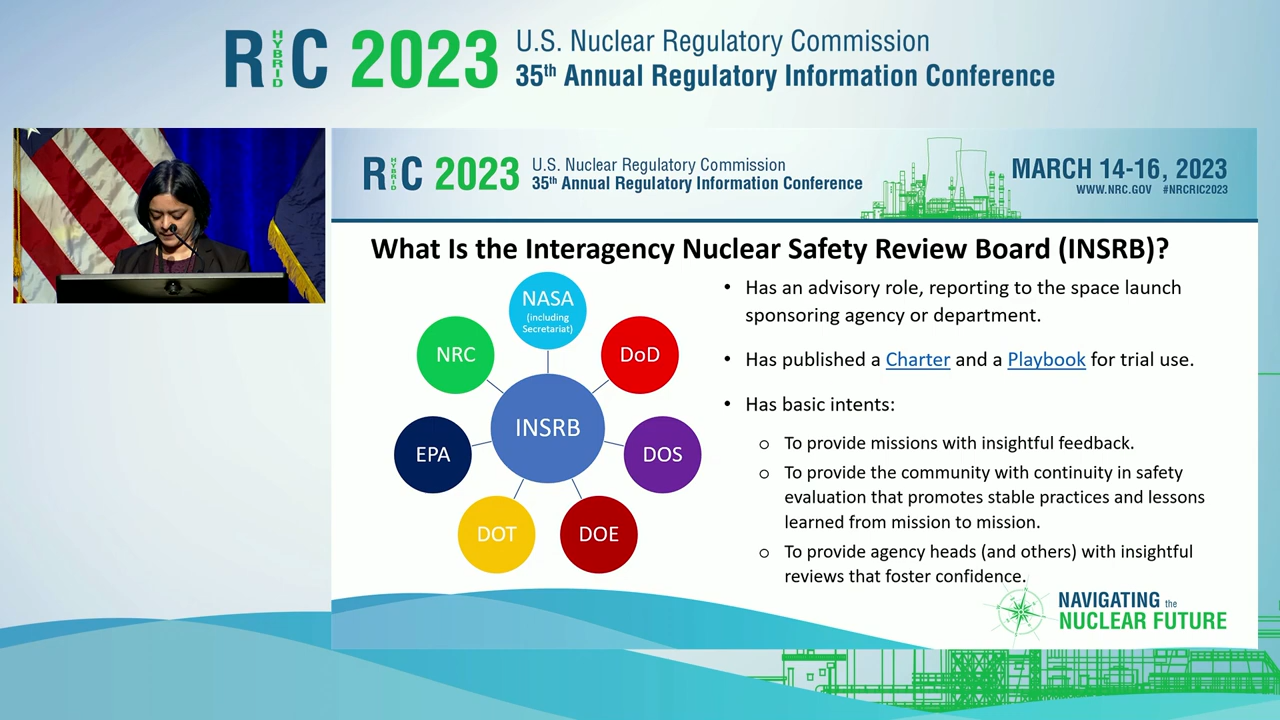 RIC 2023
HYBRID
U.S. Nuclear Regulatory Commission
35th Annual Regulatory Information Conference
RIC 2023
HYBRID
U.S. Nuclear Regulatory Commission
35th Annual Regulatory Information Conference
MARCH 14-16, 2023
WWW.NRC.GOV #NRCRIC2023
What Is the Interagency Nuclear Safety Review Board (INSRB)?
NASA
(including
Secretariat)
NRC
DoD
INSRB
EPA
DOS
DOT
DOE
• Has an advisory role, reporting to the space launch
sponsoring agency or department.
• Has published a Charter and a Playbook for trial use.
• Has basic intents:
o To provide missions with insightful feedback.
o To provide the community with continuity in safety
evaluation that promotes stable practices and lessons
learned from mission to mission.
o To provide agency heads (and others) with insightful
reviews that foster confidence.
NAVIGATING the
NUCLEAR FUTURE